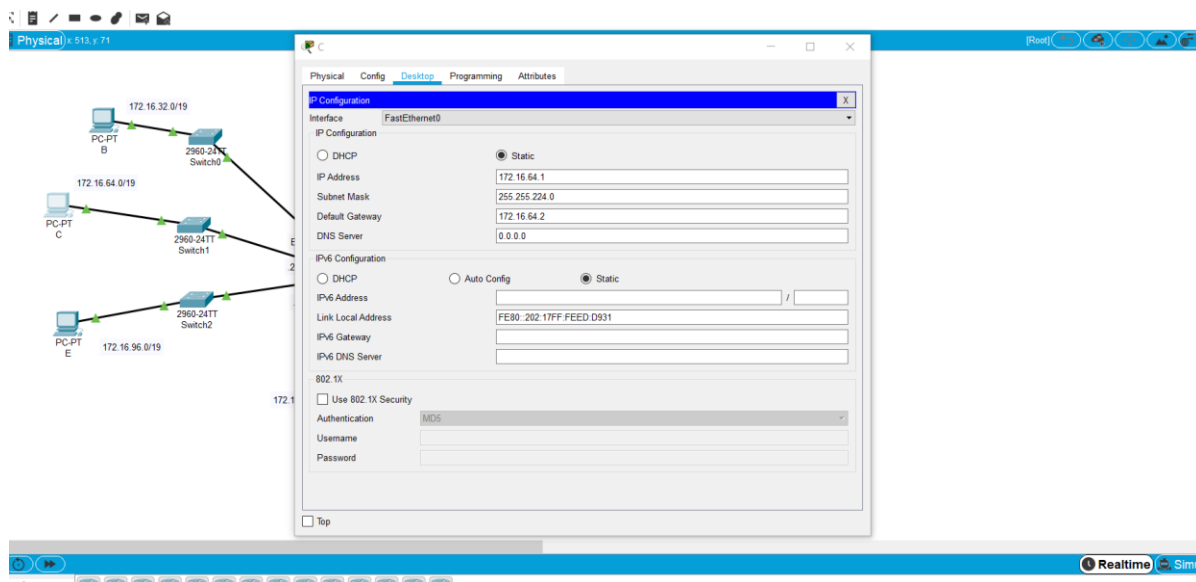 Physical x: 513, y: 71
[Root]
C
Physical Config Desktop Programming Attributes
IP Configuration X
Interface FastEthernet0
IP Configuration
DHCP Static
IP Address 172.16.64.1
Subnet Mask 255.255.224.0
Default Gateway 172.16.64.2
DNS Server 0.0.0.0
IPv6 Configuration
DHCP Auto Config Static
IPv6 Address /
Link Local Address FE80::202:17FF:FEED:D931
IPv6 Gateway
IPv6 DNS Server
802.1X
Use 802.1X Security
Authentication MD5
Username
Password
Top
172.16.32.0/19
PC-PT
B
2960-24TT
Switch0
172.16.64.0/19
PC-PT
C
2960-24TT
Switch1
E
.2
2960-24TT
Switch2
PC-PT
E
172.16.96.0/19
172.1
Realtime Sim